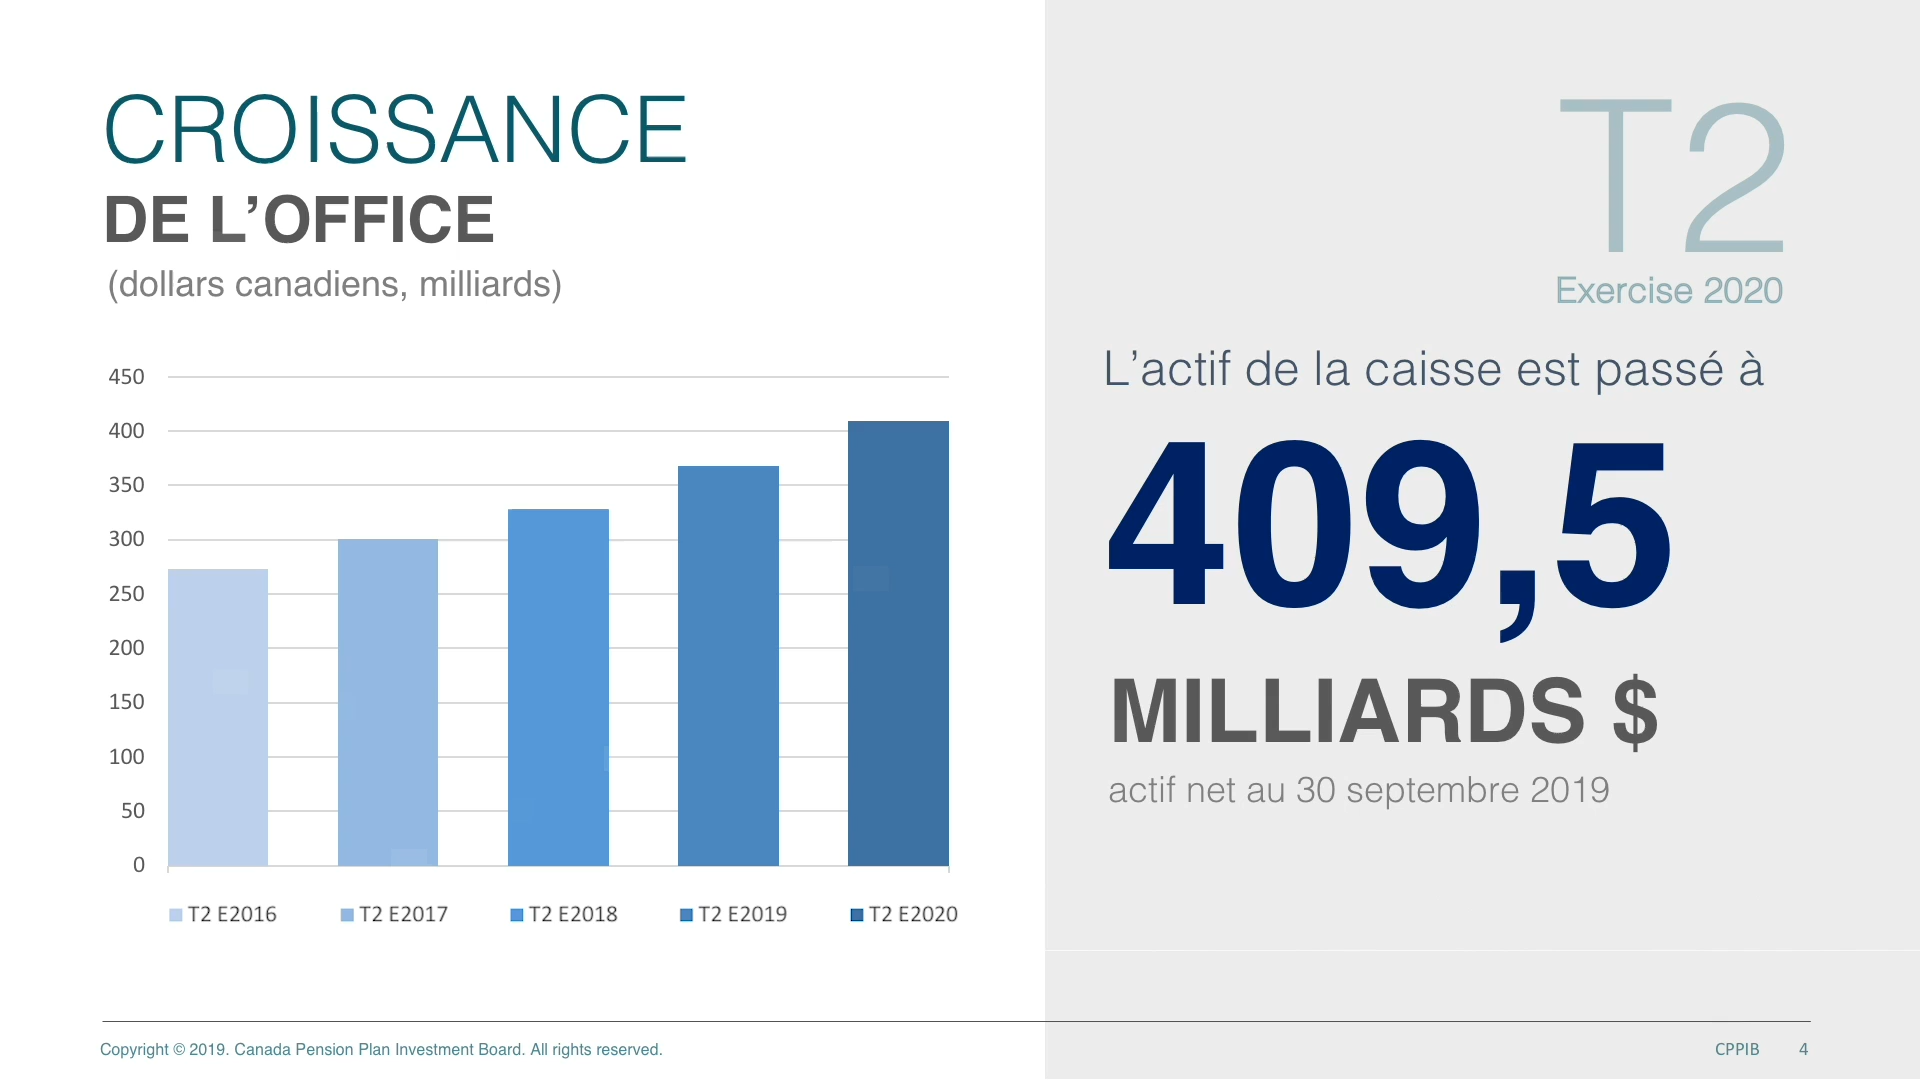 CROISSANCE
DE L’OFFICE
(dollars canadiens, milliards)
450
400
350
300
250
200
150
100
50
0
T2 E2016
T2 E2017
T2 E2018
T2 E2019
T2 E2020
T2
Exercise 2020
L’actif de la caisse est passé à
409,5
MILLIARDS $
actif net au 30 septembre 2019
Copyright © 2019. Canada Pension Plan Investment Board. All rights reserved.
CPPIB 4